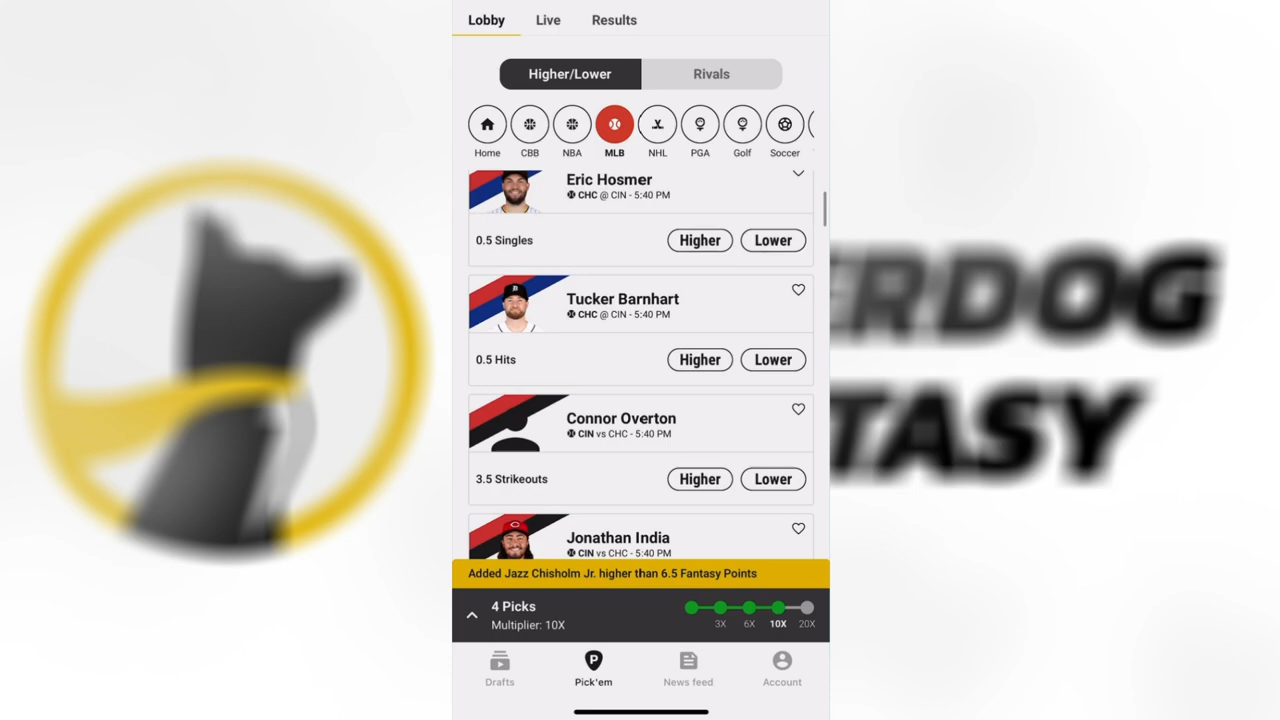 Lobby
Live
Results
Higher/Lower
Rivals
Home
CBB
NBA
MLB
NHL
PGA
Golf
Soccer
Eric Hosmer
CHC @ CIN - 5:40 PM
0.5 Singles
Higher
Lower
Tucker Barnhart
CHC @ CIN - 5:40 PM
0.5 Hits
Higher
Lower
Connor Overton
CIN vs CHC - 5:40 PM
3.5 Strikeouts
Higher
Lower
Jonathan India
CIN vs CHC - 5:40 PM
ERDOG
TASY
Added Jazz Chisholm Jr. higher than 6.5 Fantasy Points
4 Picks
Multiplier: 10X
3X
6X
10X
20X
Drafts
Pick'em
News feed
Account